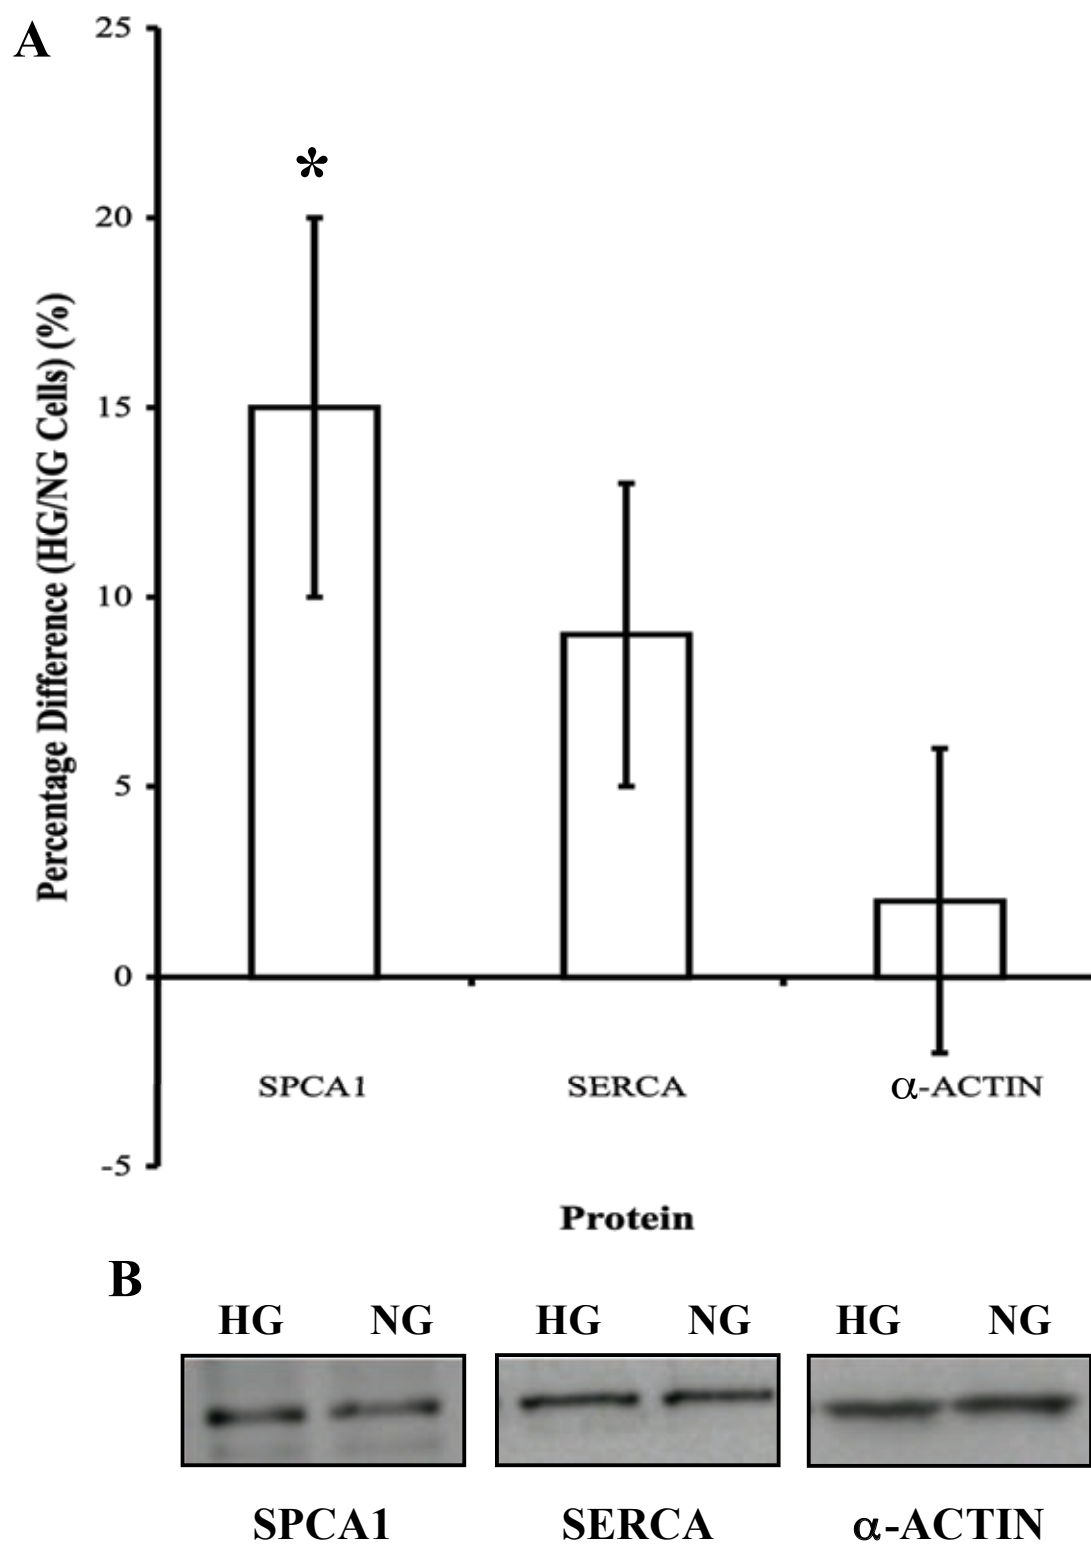 A
25
*
20
15
10
5
0
-5
Percentage Difference (HG/NG Cells) (%)
SPCA1 SERCA α-ACTIN
Protein
B
HG NG HG NG HG NG
SPCA1 SERCA α-ACTIN